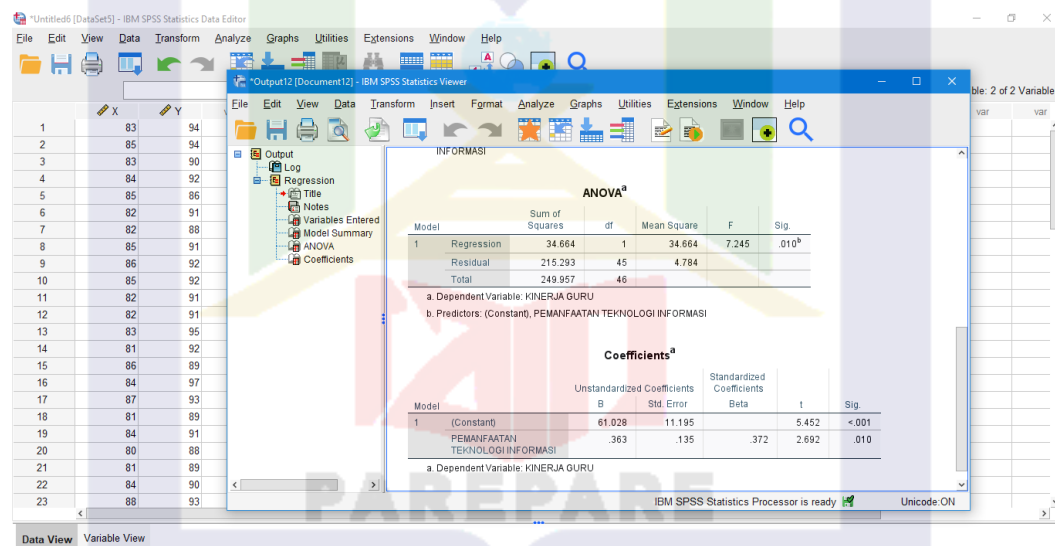 *Untitled6 [DataSet5] - IBM SPSS Statistics Data Editor
File Edit View Data Transform Analyze Graphs Utilities Extensions Window Help
ble: 2 of 2 Variable
X Y var var
1 83 94
2 85 94
3 83 90
4 84 92
5 85 86
6 82 91
7 82 88
8 85 91
9 86 92
10 85 92
11 82 91
12 82 91
13 83 95
14 81 92
15 86 89
16 84 97
17 87 93
18 81 89
19 84 91
20 80 88
21 81 89
22 84 90
23 88 93
Data View Variable View
*Output12 [Document12] - IBM SPSS Statistics Viewer
File Edit View Data Transform Insert Format Analyze Graphs Utilities Extensions Window Help
Output
Log
Regression
Title
Notes
Variables Entered
Model Summary
ANOVA
Coefficients
INFORMASI
ANOVAa
Model Sum of Squares df Mean Square F Sig.
1 Regression 34.664 1 34.664 7.245 .010b
Residual 215.293 45 4.784
Total 249.957 46
a. Dependent Variable: KINERJA GURU
b. Predictors: (Constant), PEMANFAATAN TEKNOLOGI INFORMASI
Coefficientsa
Unstandardized Coefficients Standardized Coefficients
Model B Std. Error Beta t Sig.
1 (Constant) 61.028 11.195 5.452 <.001
PEMANFAATAN TEKNOLOGI INFORMASI .363 .135 .372 2.692 .010
a. Dependent Variable: KINERJA GURU
IBM SPSS Statistics Processor is ready Unicode:ON
PAREPARE